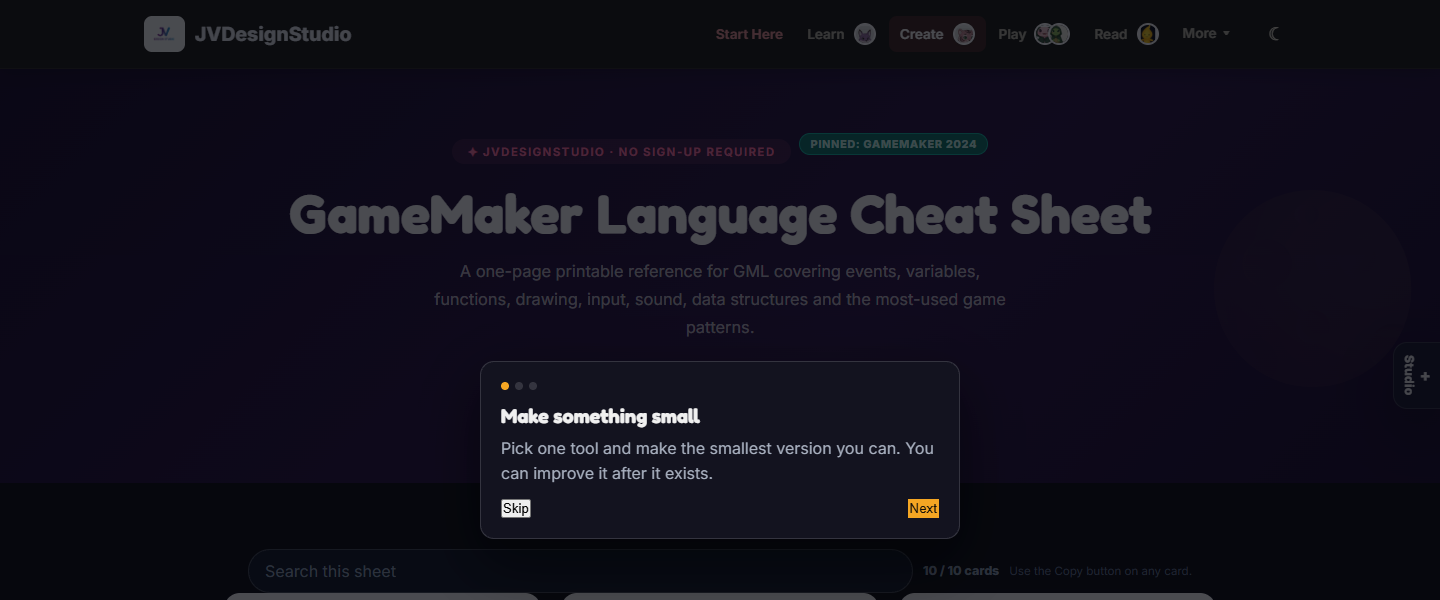 JV JVDesignStudio
Start Here Learn Create Play Read More
✦ JVDESIGNSTUDIO · NO SIGN-UP REQUIRED
PINNED: GAMEMAKER 2024
GameMaker Language Cheat Sheet
A one-page printable reference for GML covering events, variables,
functions, drawing, input, sound, data structures and the most-used game
patterns.
Studio +
Make something small
Pick one tool and make the smallest version you can. You
can improve it after it exists.
Skip Next
Search this sheet
10 / 10 cards Use the Copy button on any card.